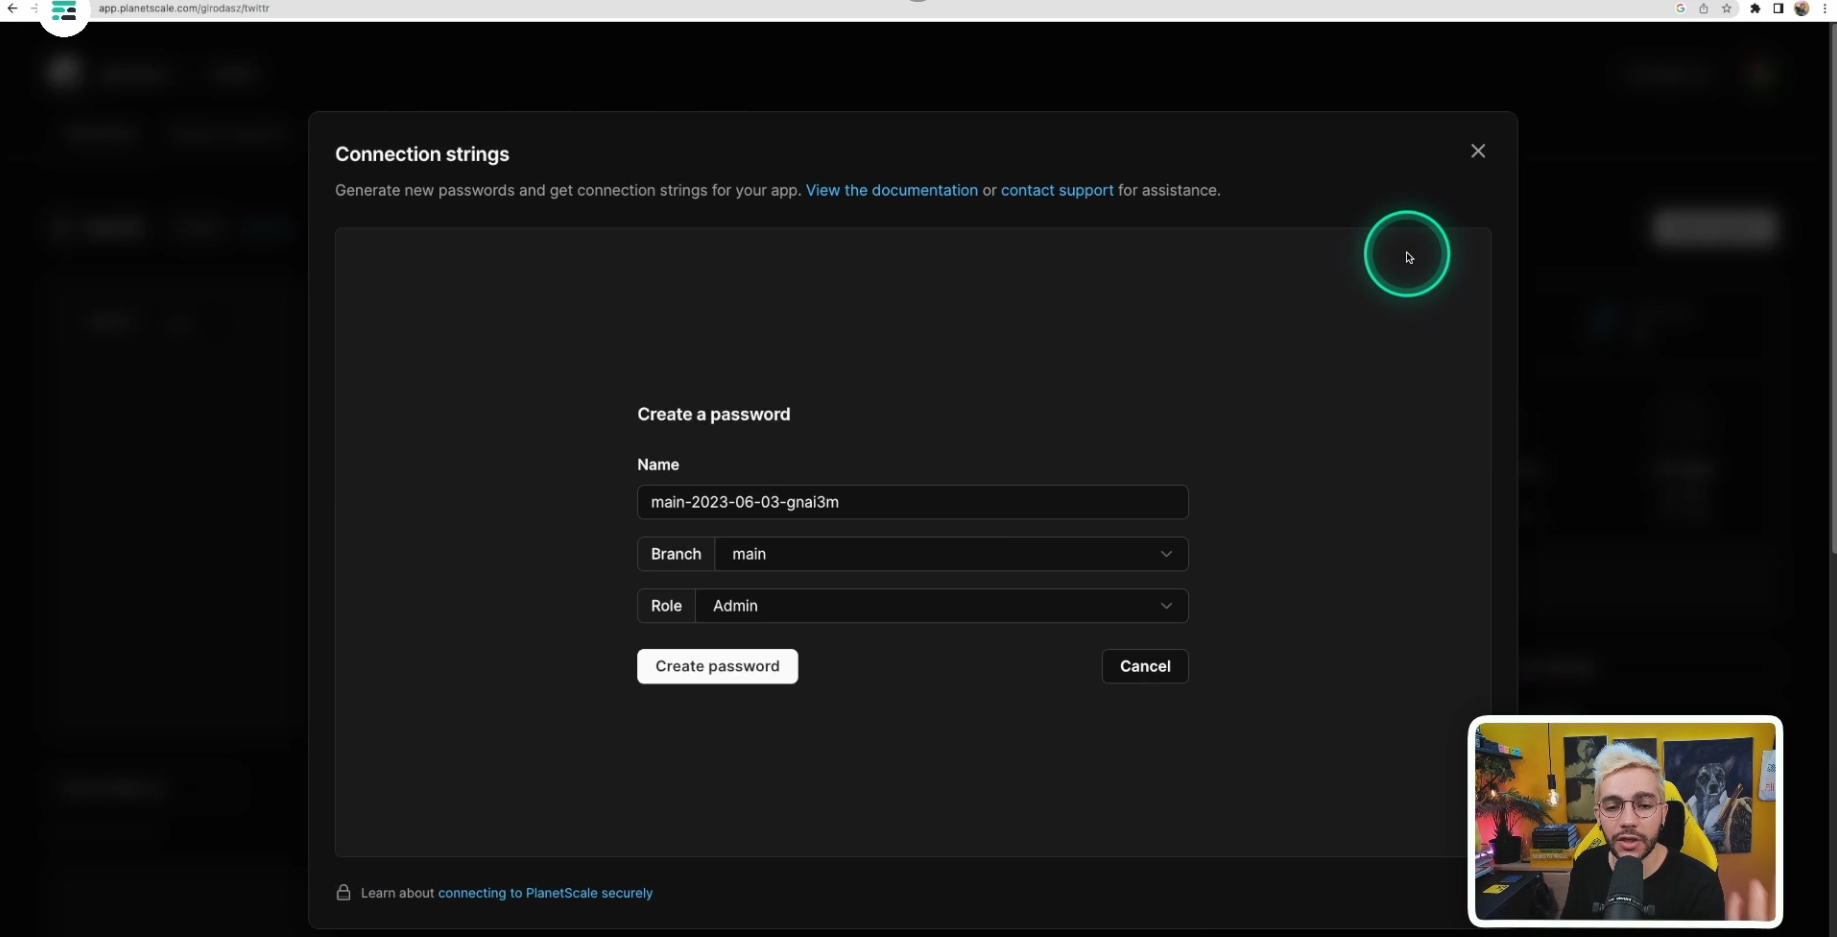 app.planetscale.com/girodasz/twittr
Connection strings
Generate new passwords and get connection strings for your app. View the documentation or contact support for assistance.
Create a password
Name
main-2023-06-03-gnai3m
Branch main
Role Admin
Create password Cancel
Learn about connecting to PlanetScale securely